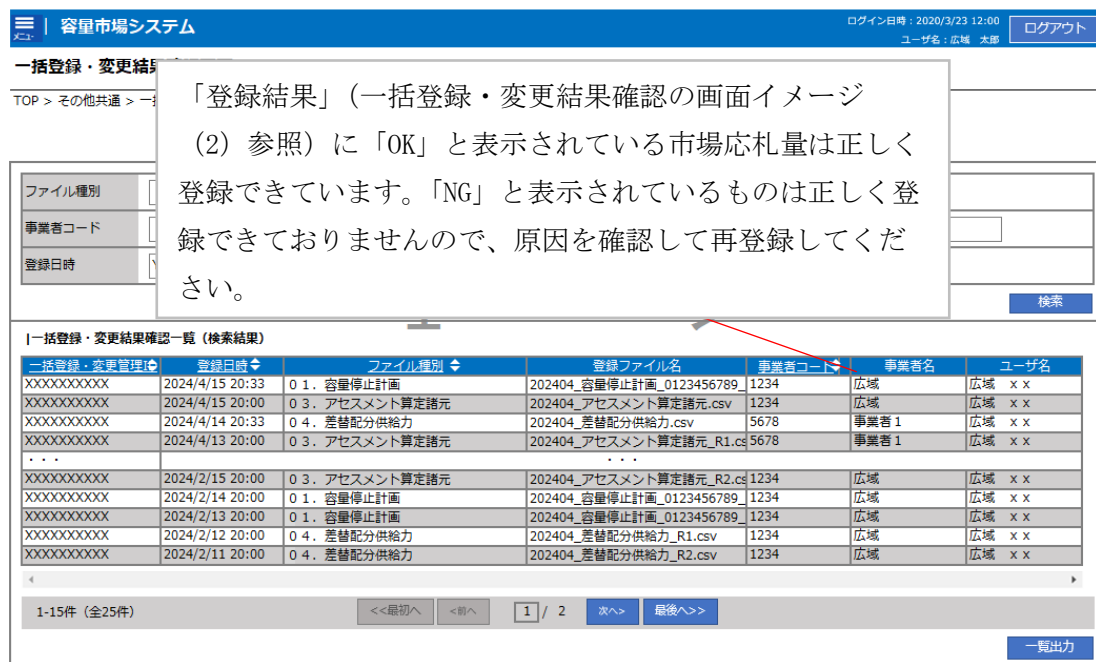 メニュー | 容量市場システム
ログイン日時：2020/3/23 12:00
ユーザ名：広域　太郎
ログアウト
一括登録・変更結
TOP > その他共通 > 一
「登録結果」（一括登録・変更結果確認の画面イメージ
（2）参照）に「OK」と表示されている市場応札量は正しく
登録できています。「NG」と表示されているものは正しく登
録できておりませんので、原因を確認して再登録してくだ
さい。
ファイル種別
事業者コード
登録日時
検索
|一括登録・変更結果確認一覧（検索結果）
一括登録・変更管理I 登録日時 ファイル種別 登録ファイル名 事業者コード 事業者名 ユーザ名
XXXXXXXXXX 2024/4/15 20:33 ０１．容量停止計画 202404_容量停止計画_0123456789_ 1234 広域 広域　ｘｘ
XXXXXXXXXX 2024/4/15 20:00 ０３．アセスメント算定諸元 202404_アセスメント算定諸元.csv 1234 広域 広域　ｘｘ
XXXXXXXXXX 2024/4/14 20:33 ０４．差替配分供給力 202404_差替配分供給力.csv 5678 事業者１ 広域　ｘｘ
XXXXXXXXXX 2024/4/13 20:00 ０３．アセスメント算定諸元 202404_アセスメント算定諸元_R1.cs 5678 事業者１ 広域　ｘｘ
・・・ ・・・
XXXXXXXXXX 2024/2/15 20:00 ０３．アセスメント算定諸元 202404_アセスメント算定諸元_R2.cs 1234 広域 広域　ｘｘ
XXXXXXXXXX 2024/2/14 20:00 ０１．容量停止計画 202404_容量停止計画_0123456789_ 1234 広域 広域　ｘｘ
XXXXXXXXXX 2024/2/13 20:00 ０１．容量停止計画 202404_容量停止計画_0123456789_ 1234 広域 広域　ｘｘ
XXXXXXXXXX 2024/2/12 20:00 ０４．差替配分供給力 202404_差替配分供給力_R1.csv 1234 広域 広域　ｘｘ
XXXXXXXXXX 2024/2/11 20:00 ０４．差替配分供給力 202404_差替配分供給力_R2.csv 1234 広域 広域　ｘｘ
1-15件（全25件） <<最初へ <前へ 1 / 2 次へ> 最後へ>>
一覧出力